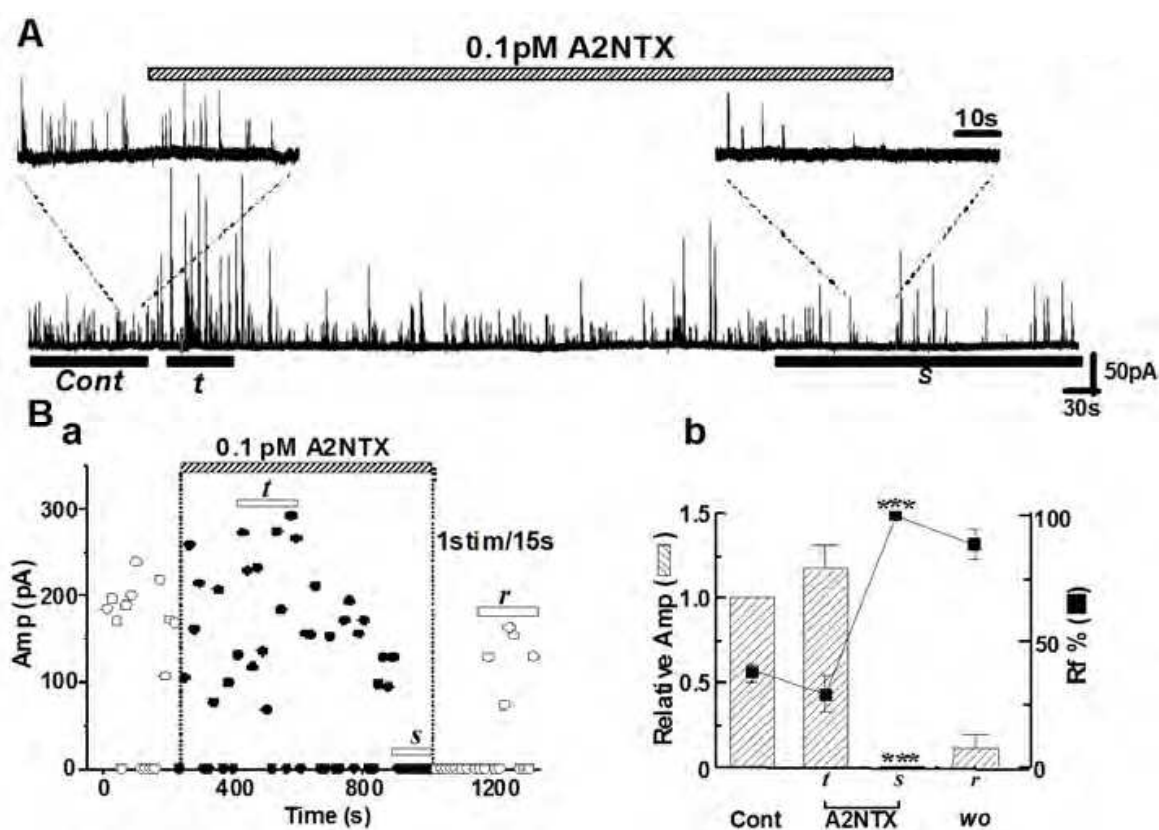 A
0.1pM A2NTX
10s
Cont
t
s
50pA
30s
B
a
0.1 pM A2NTX
t
1stim/15s
r
s
Amp (pA)
300
200
100
0
0
400
800
1200
Time (s)
b
Relative Amp ( )
1.5
1.0
0.5
0
***
***
100
50
0
Rf % (■)
t
s
r
Cont
A2NTX
wo